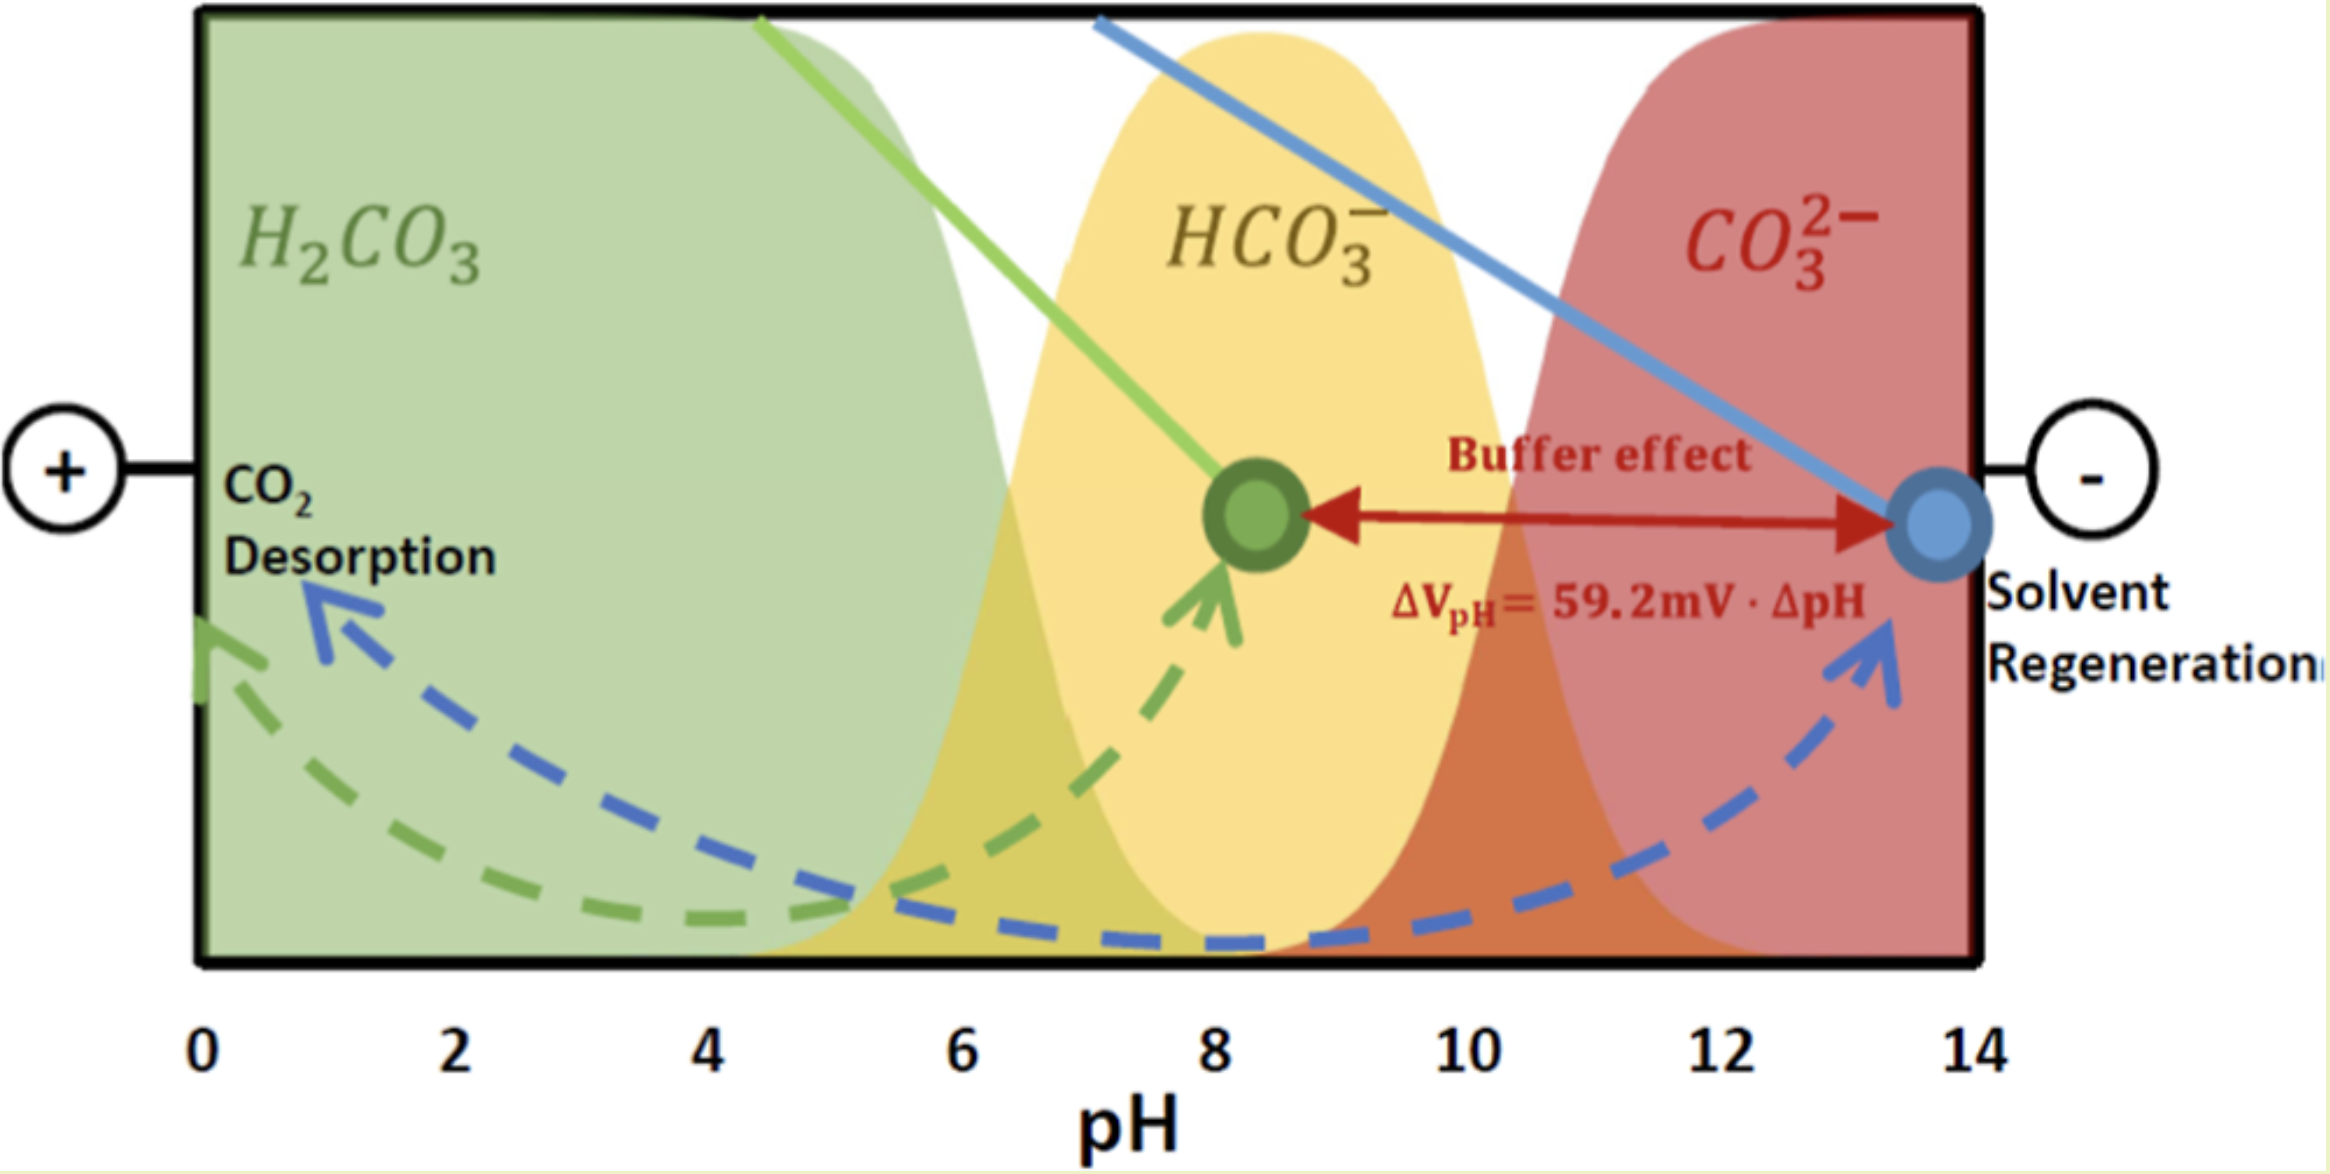 H₂CO₃
HCO₃⁻
CO₃²⁻
+
CO₂
Desorption
Buffer effect
ΔVpH= 59.2mV · ΔpH
-
Solvent
Regeneration
0 2 4 6 8 10 12 14
pH